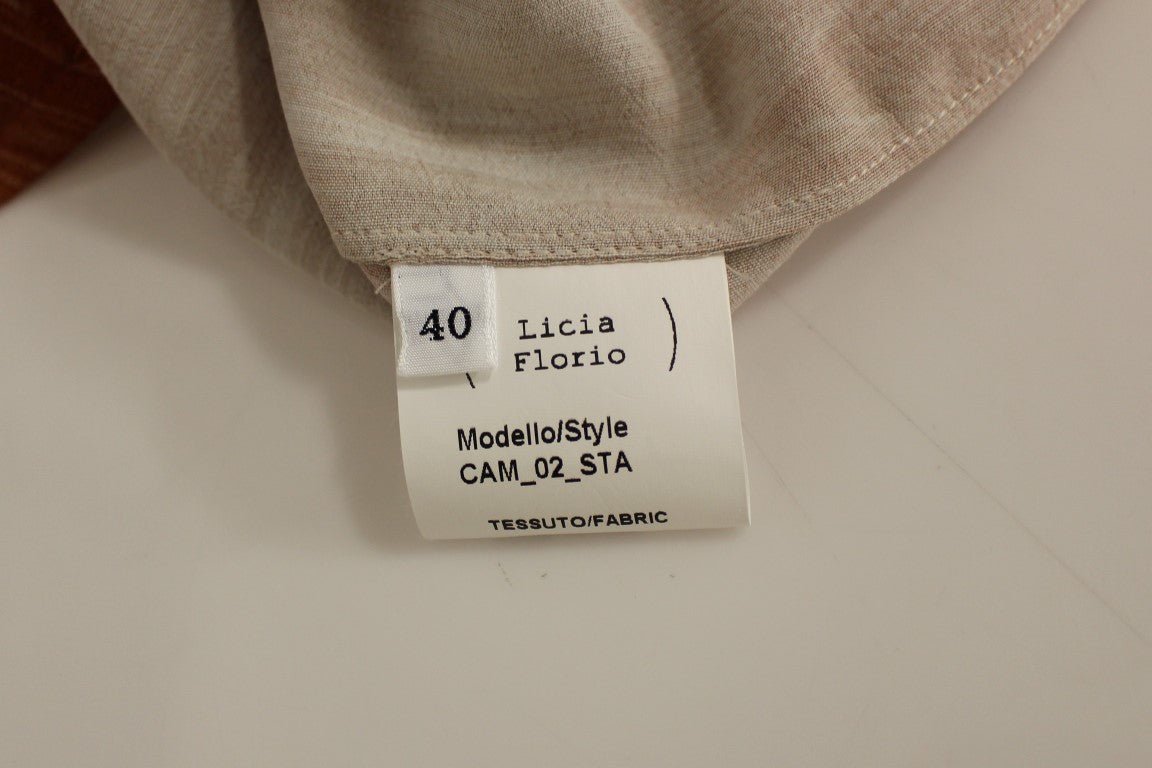 40
( Licia )
Florio
Modello/Style
CAM_02_STA
TESSUTO/FABRIC